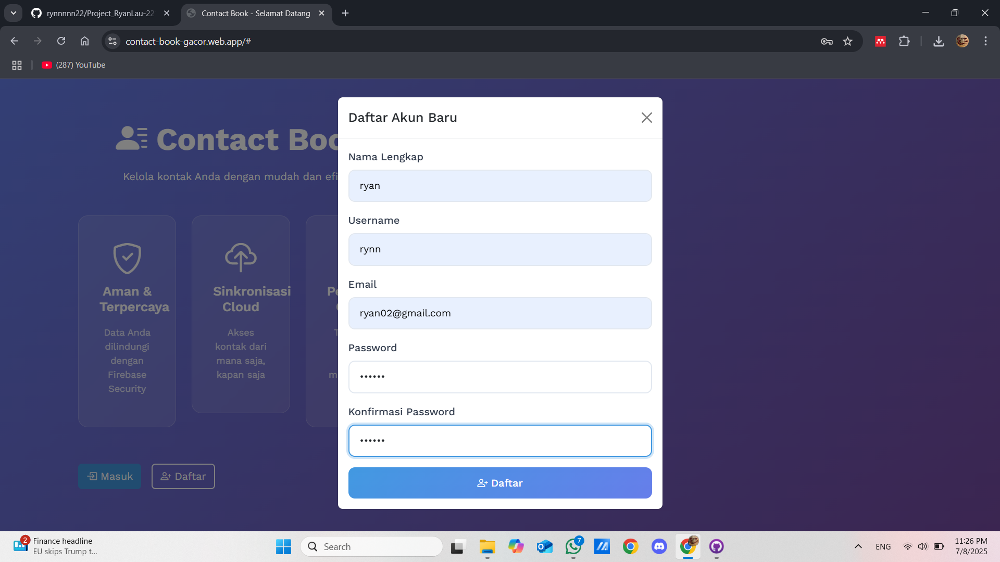 rynnnnn22/Project_RyanLau-22
Contact Book - Selamat Datang
contact-book-gacor.web.app/#
(287) YouTube
Contact Boo
Kelola kontak Anda dengan mudah dan efi
Aman &
Terpercaya
Data Anda
dilindungi
dengan
Firebase
Security
Sinkronisasi
Cloud
Akses
kontak dari
mana saja,
kapan saja
Masuk
Daftar
Daftar Akun Baru
Nama Lengkap
ryan
Username
rynn
Email
ryan02@gmail.com
Password
••••••
Konfirmasi Password
••••••
Daftar
2
Finance headline
EU skips Trump t...
Search
7
ENG
11:26 PM
7/8/2025